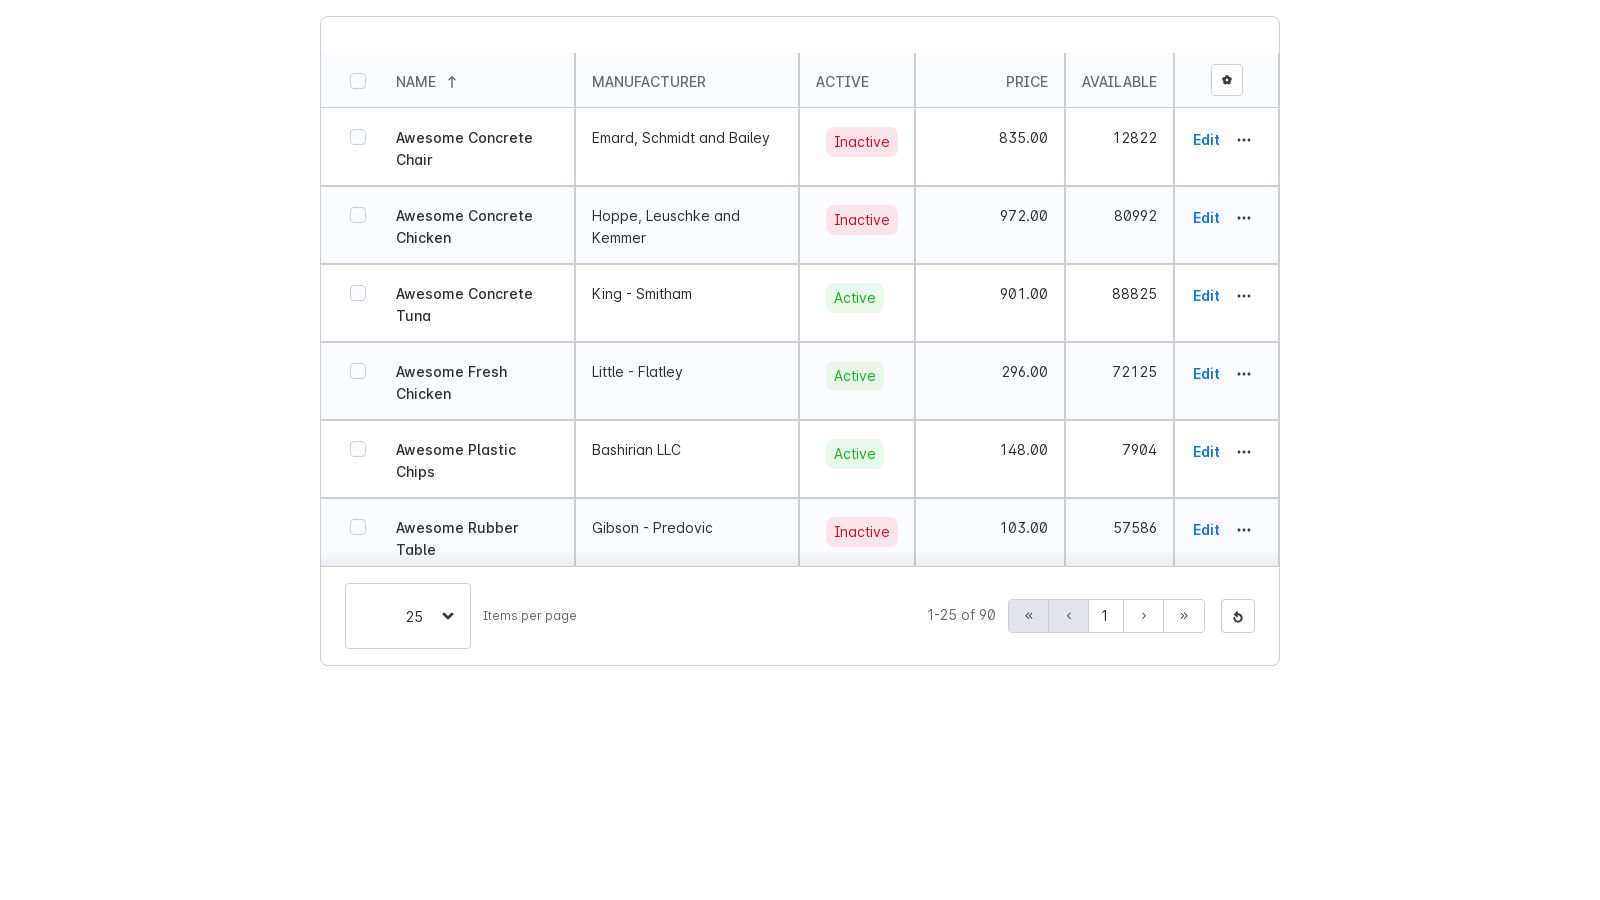 NAME ↑ MANUFACTURER ACTIVE PRICE AVAILABLE
Awesome Concrete Chair Emard, Schmidt and Bailey Inactive 835.00 12822 Edit
Awesome Concrete Chicken Hoppe, Leuschke and Kemmer Inactive 972.00 80992 Edit
Awesome Concrete Tuna King - Smitham Active 901.00 88825 Edit
Awesome Fresh Chicken Little - Flatley Active 296.00 72125 Edit
Awesome Plastic Chips Bashirian LLC Active 148.00 7904 Edit
Awesome Rubber Table Gibson - Predovic Inactive 103.00 57586 Edit
25 Items per page 1-25 of 90 « ‹ 1 › »